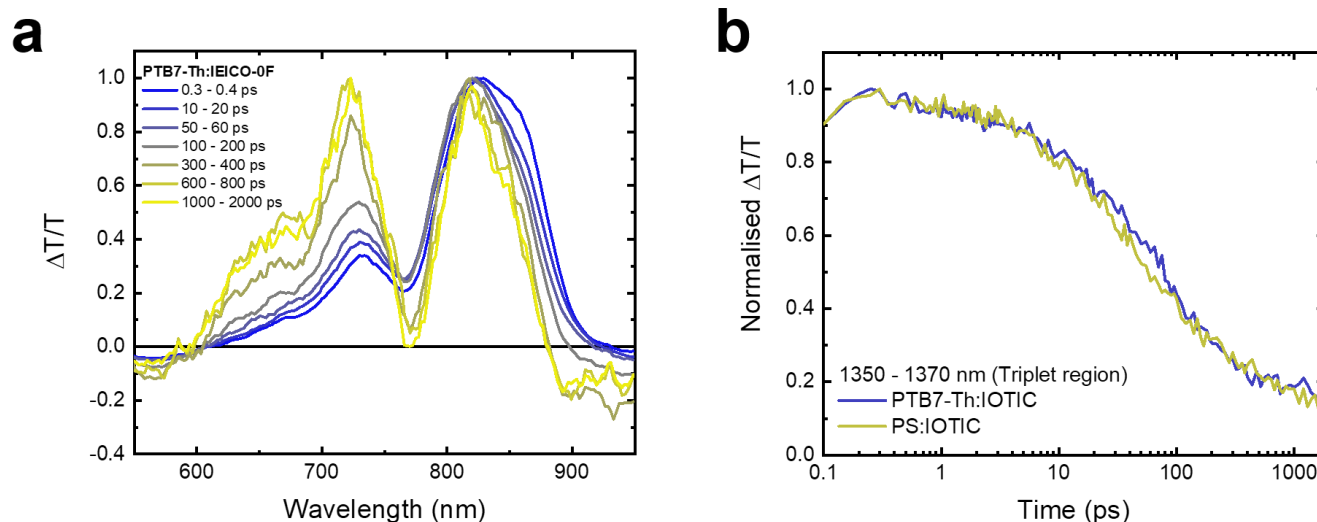 a
PTB7-Th:IEICO-0F
0.3 - 0.4 ps
10 - 20 ps
50 - 60 ps
100 - 200 ps
300 - 400 ps
600 - 800 ps
1000 - 2000 ps
ΔT/T
1.0
0.8
0.6
0.4
0.2
0.0
-0.2
-0.4
600
700
800
900
Wavelength (nm)
b
Normalised ΔT/T
1.0
0.8
0.6
0.4
0.2
0.0
1350 - 1370 nm (Triplet region)
PTB7-Th:IOTIC
PS:IOTIC
0.1
1
10
100
1000
Time (ps)